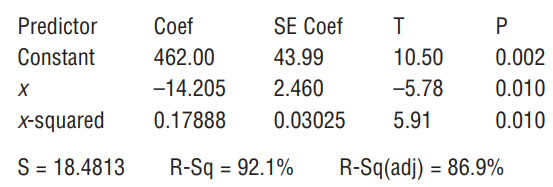 Predictor Coef SE Coef T P
Constant 462.00 43.99 10.50 0.002
x –14.205 2.460 –5.78 0.010
x-squared 0.17888 0.03025 5.91 0.010
S = 18.4813 R-Sq = 92.1% R-Sq(adj) = 86.9%